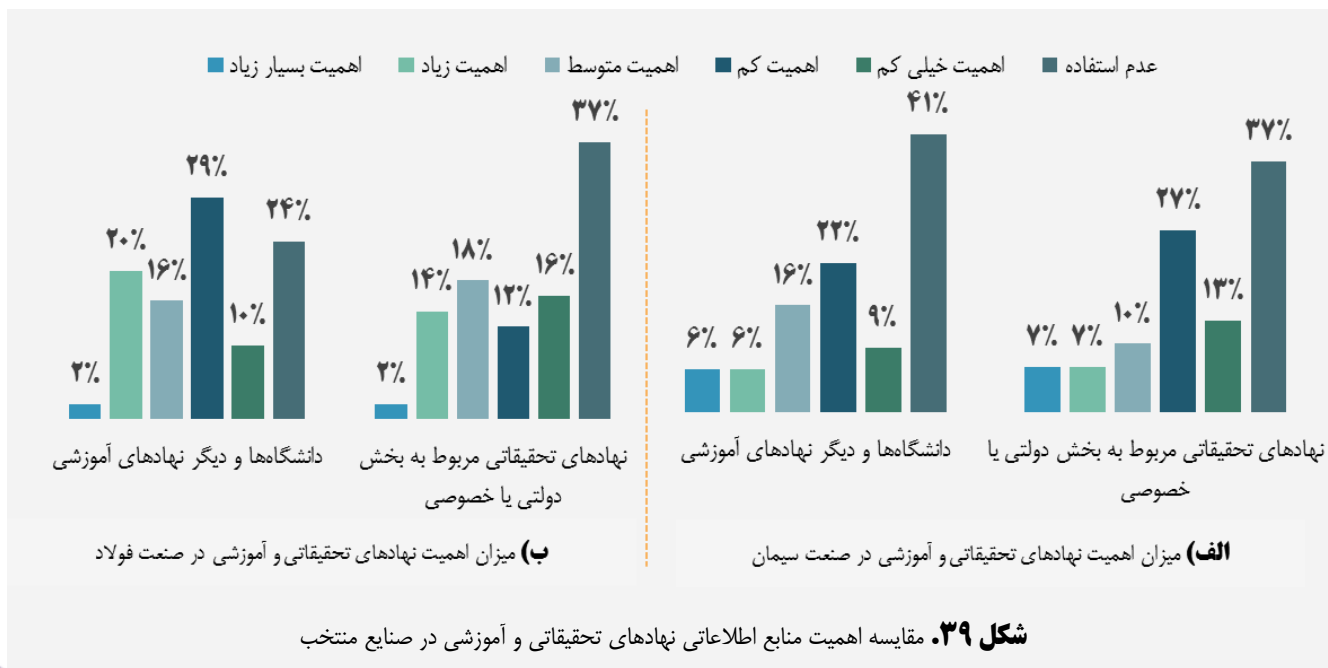 عدم استفاده اهمیت خیلی کم اهمیت کم اهمیت متوسط اهمیت زیاد اهمیت بسیار زیاد
۷٪ ۷٪ ۱۰٪ ۲۷٪ ۱۳٪ ۳۷٪
نهادهای تحقیقاتی مربوط به بخش دولتی یا
خصوصی
۶٪ ۶٪ ۱۶٪ ۲۲٪ ۹٪ ۴۱٪
دانشگاه‌ها و دیگر نهادهای آموزشی
الف) میزان اهمیت نهادهای تحقیقاتی و آموزشی در صنعت سیمان
۲٪ ۱۴٪ ۱۸٪ ۱۲٪ ۱۶٪ ۳۷٪
نهادهای تحقیقاتی مربوط به بخش
دولتی یا خصوصی
۲٪ ۲۰٪ ۱۶٪ ۲۹٪ ۱۰٪ ۲۴٪
دانشگاه‌ها و دیگر نهادهای آموزشی
ب) میزان اهمیت نهادهای تحقیقاتی و آموزشی در صنعت فولاد
شکل ۳۹. مقایسه اهمیت منابع اطلاعاتی نهادهای تحقیقاتی و آموزشی در صنایع منتخب